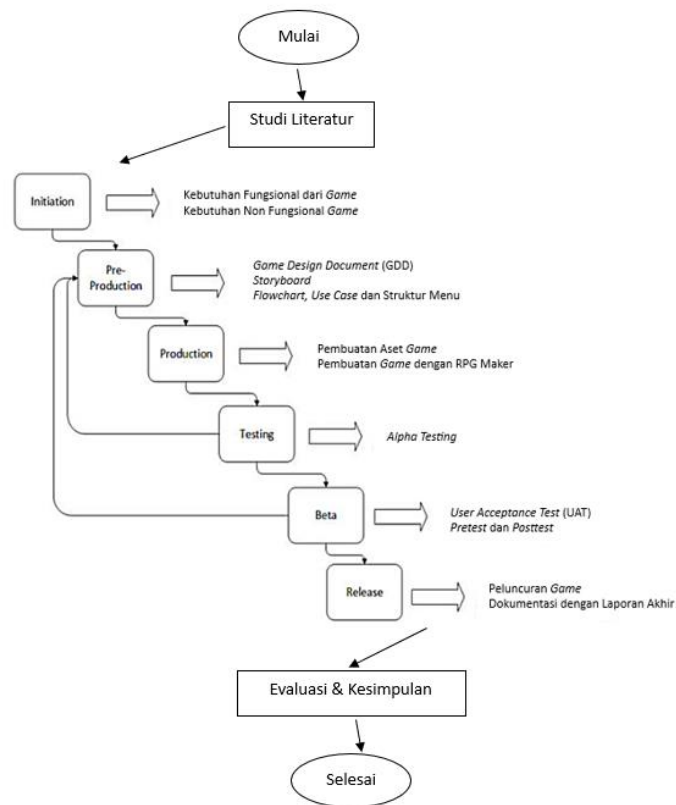 Mulai
Studi Literatur
Initiation
Kebutuhan Fungsional dari Game
Kebutuhan Non Fungsional Game
Pre-
Production
Game Design Document (GDD)
Storyboard
Flowchart, Use Case dan Struktur Menu
Production
Pembuatan Aset Game
Pembuatan Game dengan RPG Maker
Testing
Alpha Testing
Beta
User Acceptance Test (UAT)
Pretest dan Posttest
Release
Peluncuran Game
Dokumentasi dengan Laporan Akhir
Evaluasi & Kesimpulan
Selesai